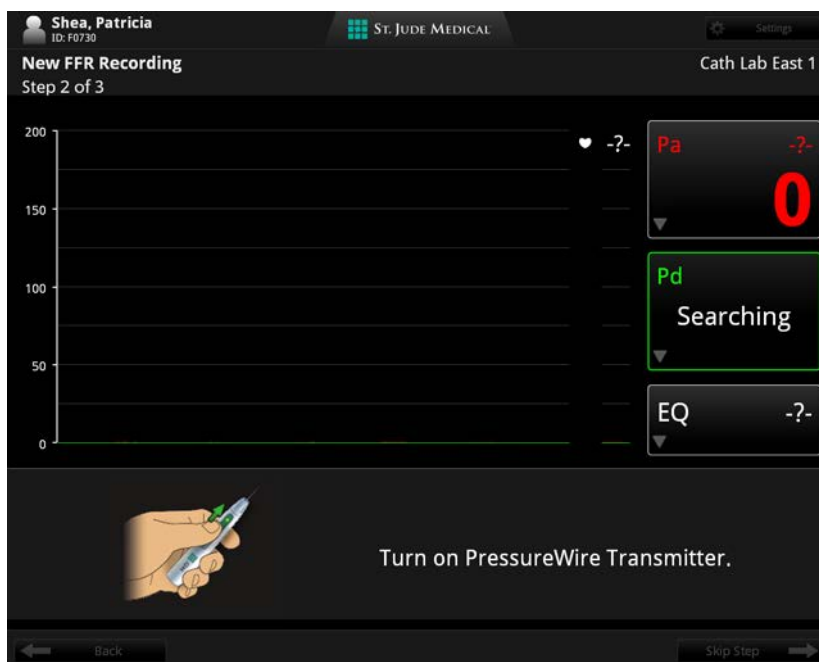 Shea, Patricia
ID: F0730
ST. JUDE MEDICAL
Settings
New FFR Recording
Step 2 of 3
Cath Lab East 1
200
150
100
50
0
-?-
Pa -?-
0
Pd
Searching
EQ -?-
Turn on PressureWire Transmitter.
Back
Skip Step